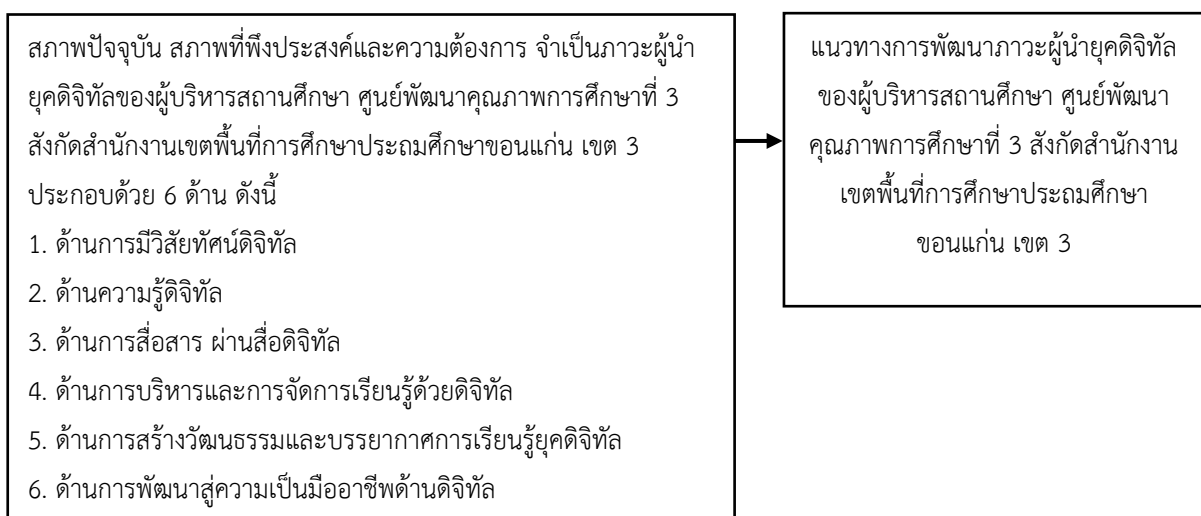 สภาพปัจจุบัน สภาพที่พึงประสงค์และความต้องการ จำเป็นภาวะผู้นำ
ยุคดิจิทัลของผู้บริหารสถานศึกษา ศูนย์พัฒนาคุณภาพการศึกษาที่ 3
สังกัดสำนักงานเขตพื้นที่การศึกษาประถมศึกษาขอนแก่น เขต 3
ประกอบด้วย 6 ด้าน ดังนี้
1. ด้านการมีวิสัยทัศน์ดิจิทัล
2. ด้านความรู้ดิจิทัล
3. ด้านการสื่อสาร ผ่านสื่อดิจิทัล
4. ด้านการบริหารและการจัดการเรียนรู้ด้วยดิจิทัล
5. ด้านการสร้างวัฒนธรรมและบรรยากาศการเรียนรู้ยุคดิจิทัล
6. ด้านการพัฒนาสู่ความเป็นมืออาชีพด้านดิจิทัล
แนวทางการพัฒนาภาวะผู้นำยุคดิจิทัล
ของผู้บริหารสถานศึกษา ศูนย์พัฒนา
คุณภาพการศึกษาที่ 3 สังกัดสำนักงาน
เขตพื้นที่การศึกษาประถมศึกษา
ขอนแก่น เขต 3